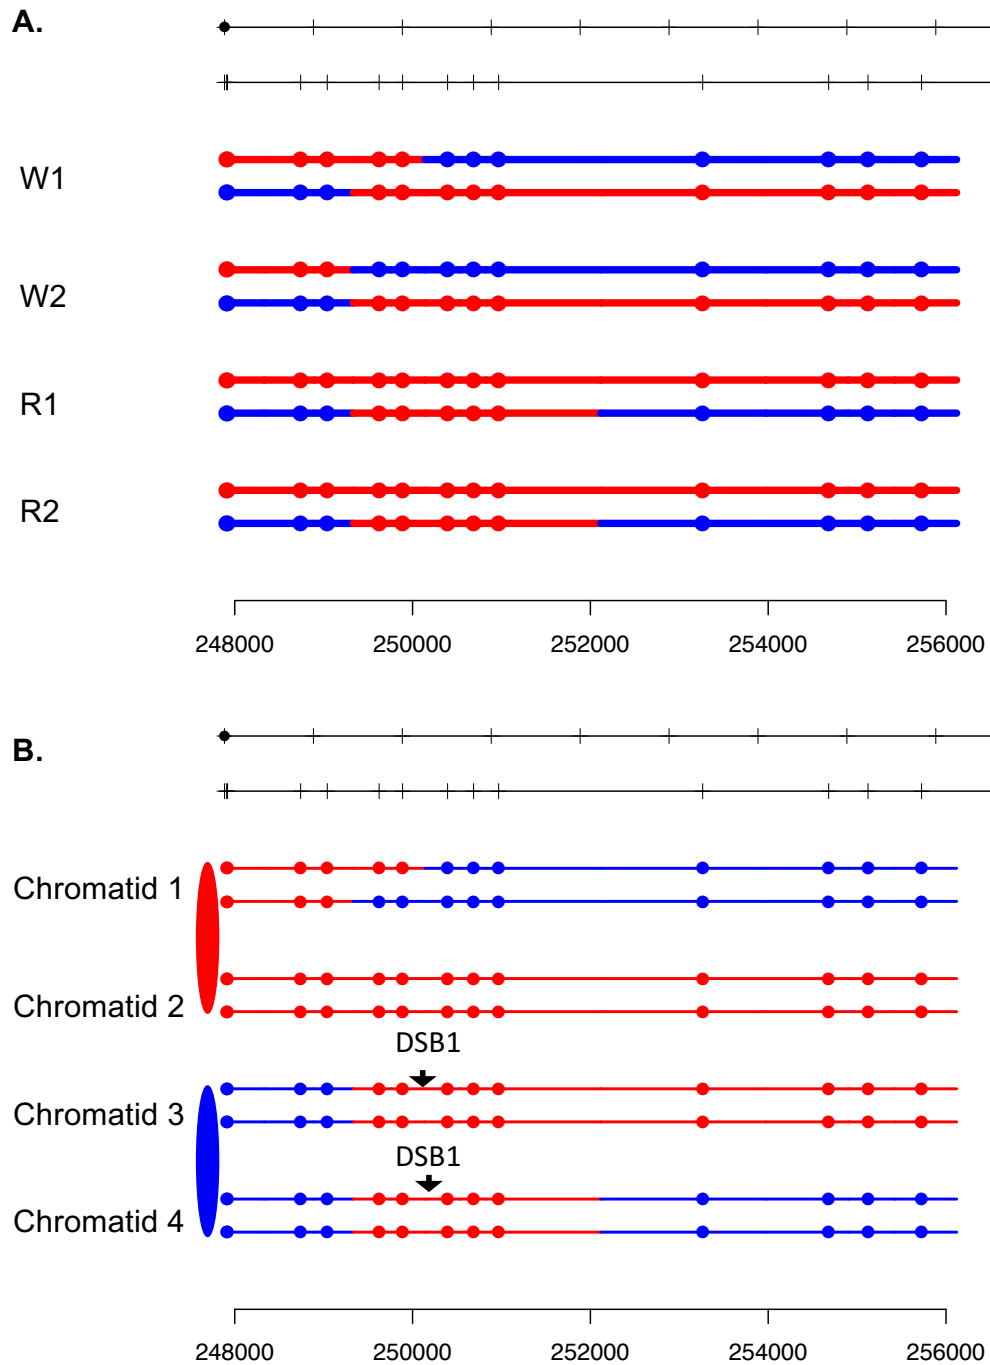 A.
W1
W2
R1
R2
248000 250000 252000 254000 256000
B.
Chromatid 1
Chromatid 2
DSB1
Chromatid 3
DSB1
Chromatid 4
248000 250000 252000 254000 256000